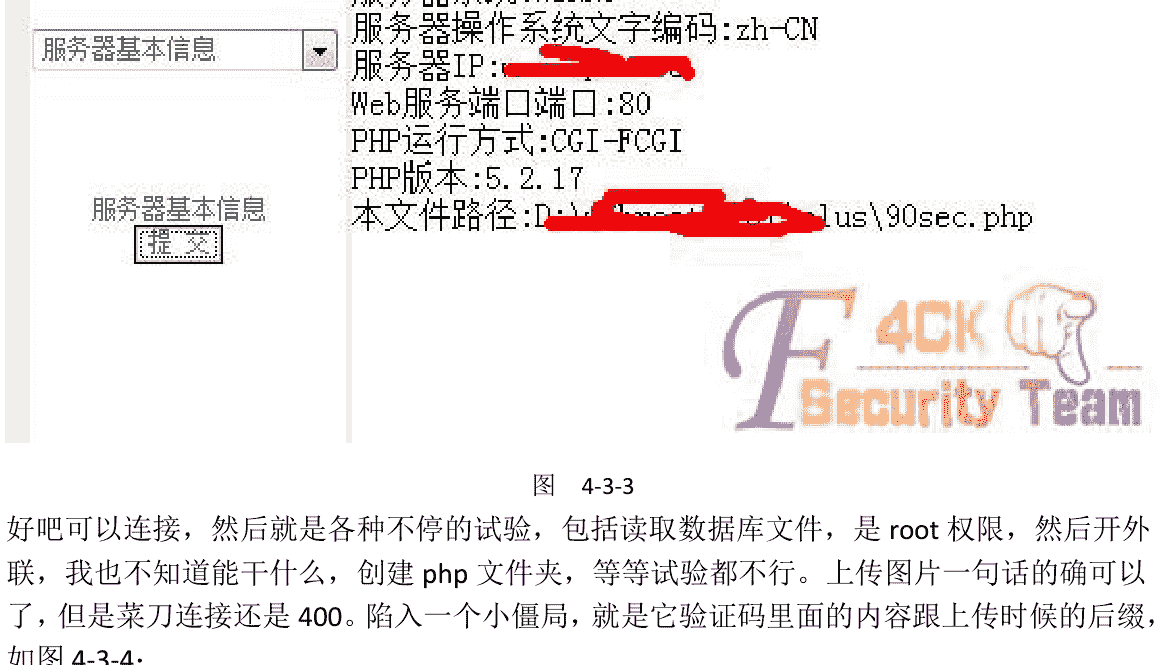 服务器操作系统文字编码:zh-CN
服务器基本信息
服务器IP:
Web服务端口端口:80
PHP运行方式:CGI-FCGI
PHP版本:5.2.17
服务器基本信息
本文件路径:D:\ lus\90sec.php
提 交
F4CK
Security Team
图 4-3-3
好吧可以连接，然后就是各种不停的试验，包括读取数据库文件，是 root 权限，然后开外
联，我也不知道能干什么，创建 php 文件夹，等等试验都不行。上传图片一句话的确可以
了，但是菜刀连接还是 400。陷入一个小僵局，就是它验证码里面的内容跟上传时候的后缀，
如图 4-3-4：